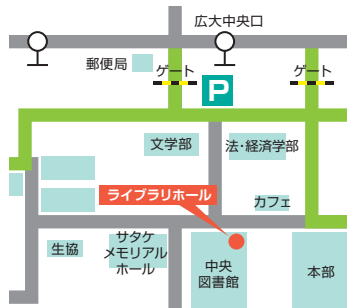 広大中央口
郵便局
ゲート
ゲート
P
文学部
法・経済学部
ライブラリホール
カフェ
生協
サタケ
メモリアル
ホール
中央
図書館
本部